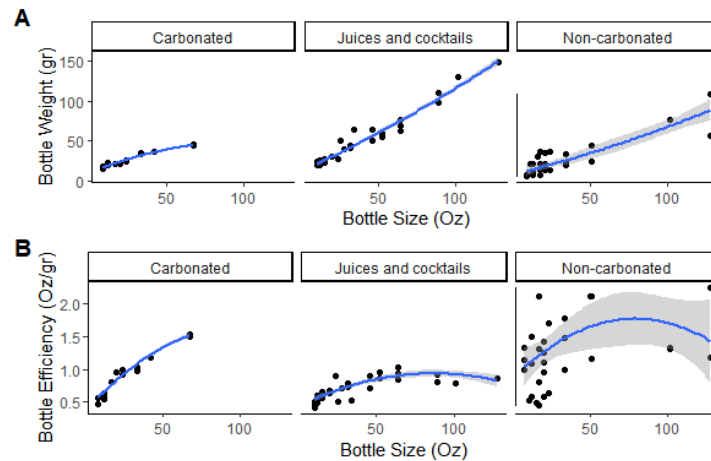 A
Carbonated
Juices and cocktails
Non-carbonated
Bottle Weight (gr)
150
100
50
0
50 100
50 100
50 100
Bottle Size (Oz)
B
Carbonated
Juices and cocktails
Non-carbonated
Bottle Efficiency (Oz/gr)
2.0
1.5
1.0
0.5
50 100
50 100
50 100
Bottle Size (Oz)